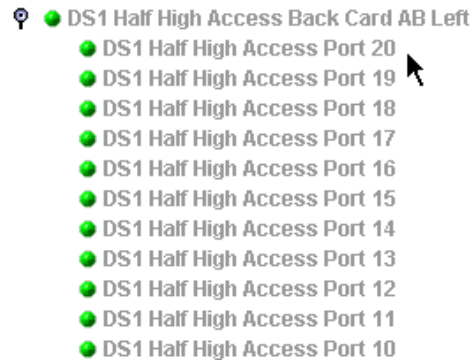 DS1 Half High Access Back Card AB Left
DS1 Half High Access Port 20
DS1 Half High Access Port 19
DS1 Half High Access Port 18
DS1 Half High Access Port 17
DS1 Half High Access Port 16
DS1 Half High Access Port 15
DS1 Half High Access Port 14
DS1 Half High Access Port 13
DS1 Half High Access Port 12
DS1 Half High Access Port 11
DS1 Half High Access Port 10